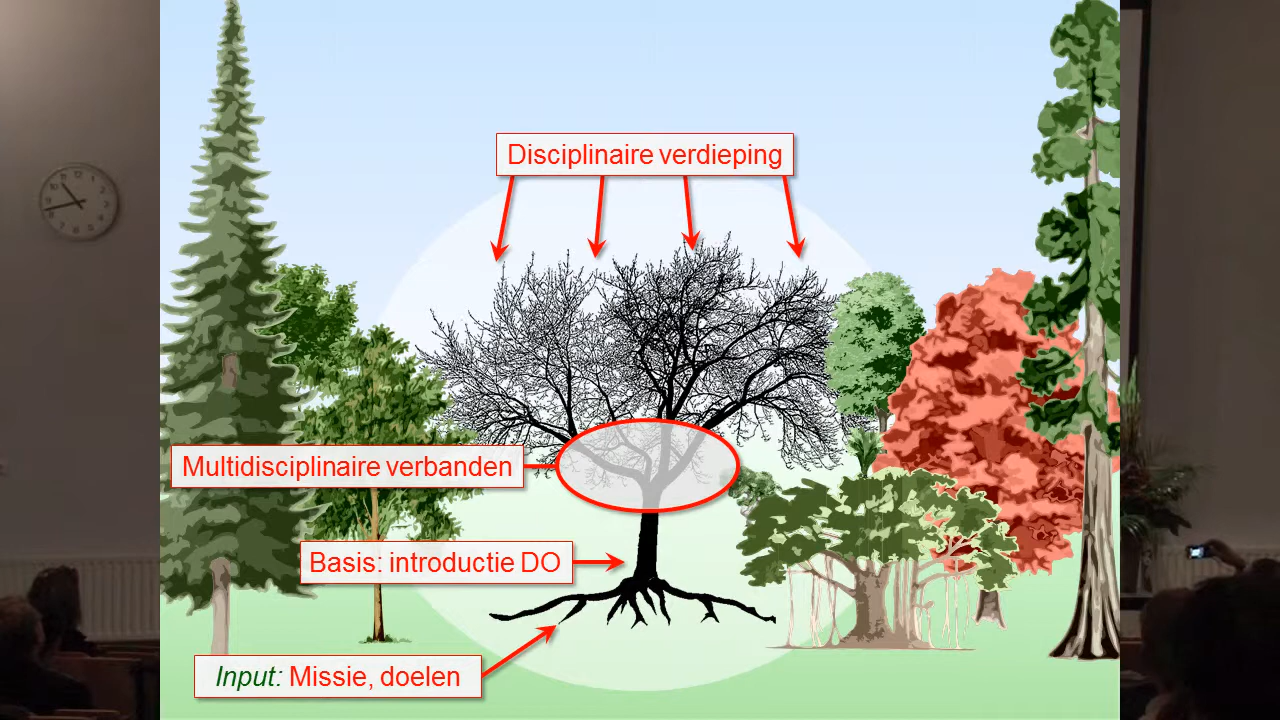 Disciplinaire verdieping
Multidisciplinaire verbanden
Basis: introductie DO
Input: Missie, doelen